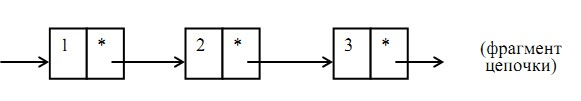 1 * 2 * 3 *
(фрагмент
цепочки)